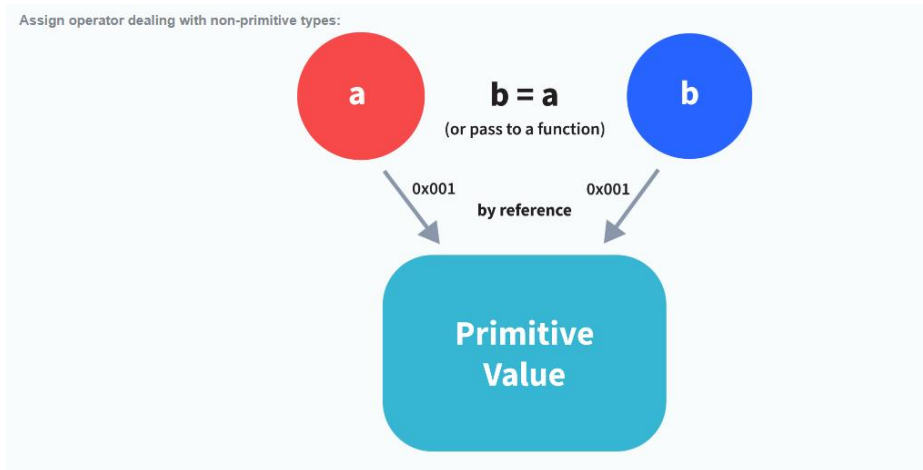 Assign operator dealing with non-primitive types:
a
b = a
b
(or pass to a function)
0x001
0x001
by reference
Primitive
Value